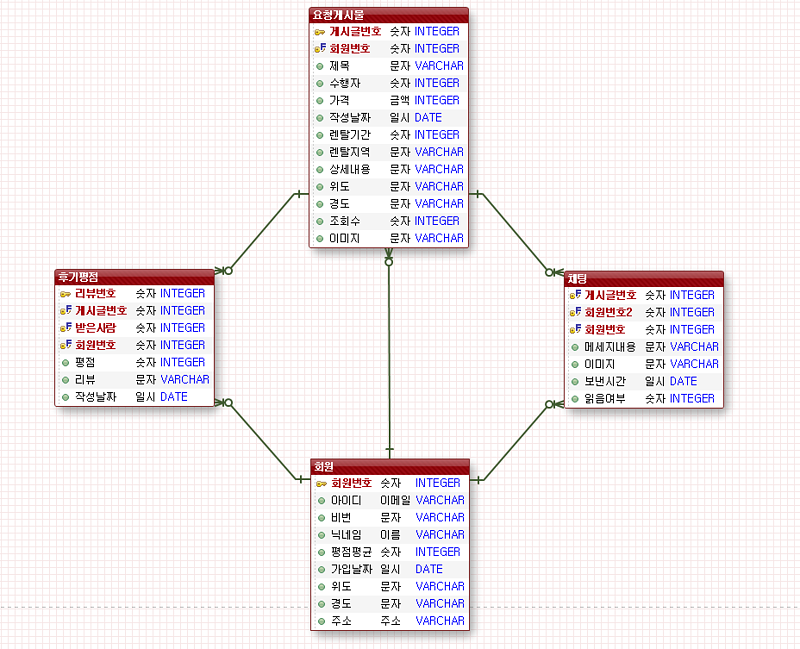 요청게시물
게시글번호 숫자 INTEGER
회원번호 숫자 INTEGER
제목 문자 VARCHAR
수행자 숫자 INTEGER
가격 금액 INTEGER
작성날짜 일시 DATE
렌탈기간 숫자 INTEGER
렌탈지역 문자 VARCHAR
상세내용 문자 VARCHAR
위도 문자 VARCHAR
경도 문자 VARCHAR
조회수 숫자 INTEGER
이미지 문자 VARCHAR
후기평점
리뷰번호 숫자 INTEGER
게시글번호 숫자 INTEGER
받은사람 숫자 INTEGER
회원번호 숫자 INTEGER
평점 숫자 INTEGER
리뷰 문자 VARCHAR
작성날짜 일시 DATE
채팅
게시글번호 숫자 INTEGER
회원번호2 숫자 INTEGER
회원번호 숫자 INTEGER
메세지내용 문자 VARCHAR
이미지 문자 VARCHAR
보낸시간 일시 DATE
읽음여부 숫자 INTEGER
회원
회원번호 숫자 INTEGER
아이디 이메일 VARCHAR
비번 문자 VARCHAR
닉네임 이름 VARCHAR
평점평균 숫자 INTEGER
가입날짜 일시 DATE
위도 문자 VARCHAR
경도 문자 VARCHAR
주소 주소 VARCHAR